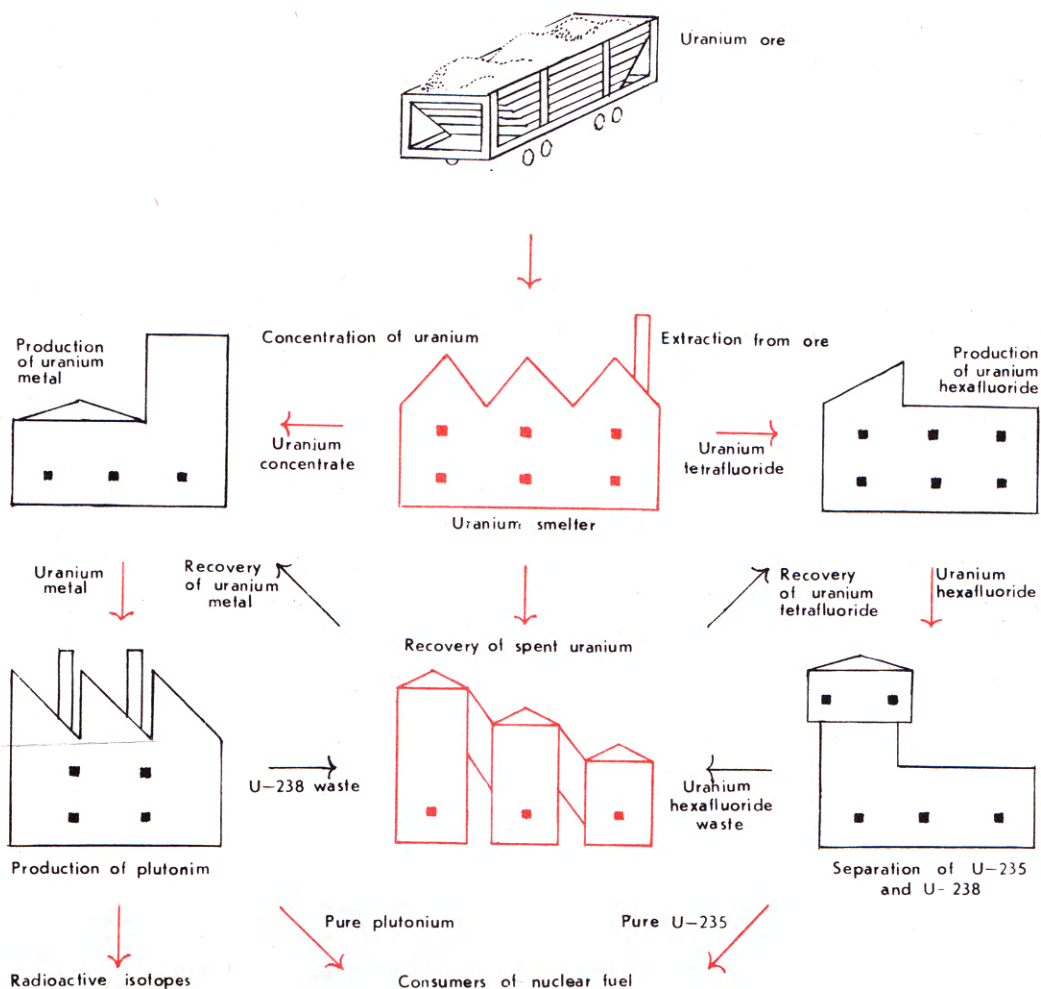 Uranium ore
Concentration of uranium
Extraction from ore
Production
of uranium
metal
Production
of uranium
hexafluoride
Uranium
concentrate
Uranium
tetrafluoride
Uranium smelter
Uranium
metal
Recovery
of uranium
metal
Recovery
of uranium
tetrafluoride
Uranium
hexafluoride
Recovery of spent uranium
U-238 waste
Uranium
hexafluoride
waste
Production of plutonim
Separation of U-235
and U-238
Pure plutonium
Pure U-235
Radioactive isotopes
Consumers of nuclear fuel